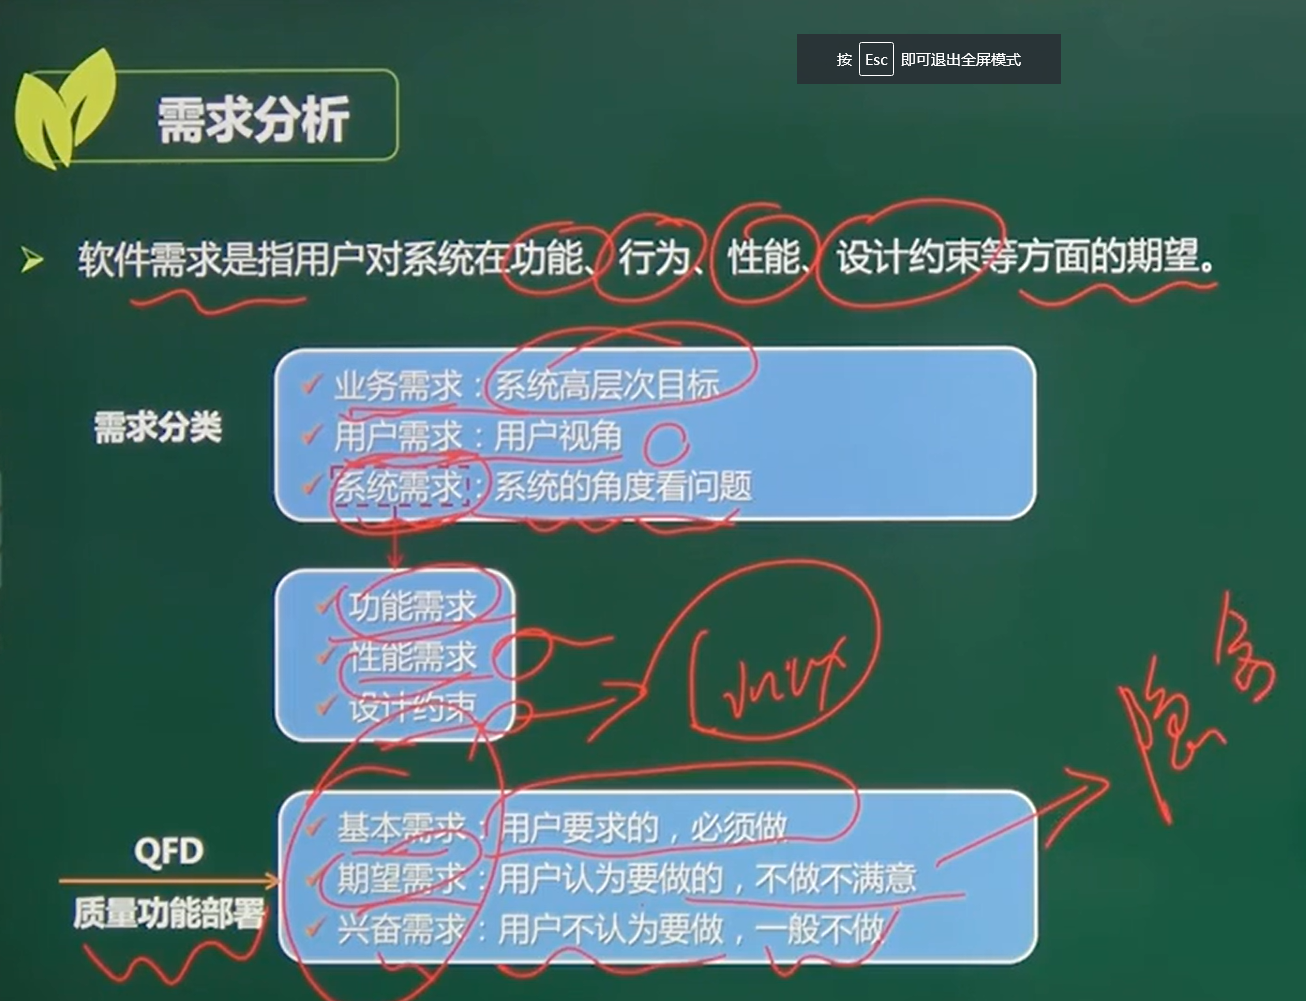 按 Esc 即可退出全屏模式
需求分析
软件需求是指用户对系统在功能、行为、性能、设计约束等方面的期望。
需求分类
业务需求：系统高层次目标
用户需求：用户视角
系统需求：系统的角度看问题
功能需求
性能需求
设计约束
QFD
质量功能部署
基本需求：用户要求的，必须做
期望需求：用户认为要做的，不做不满意
兴奋需求：用户不认为要做，一般不做